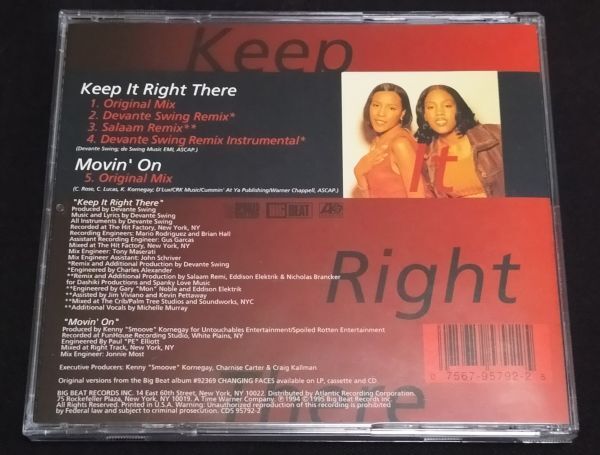 Keep
Keep It Right There
1. Original Mix
2. Devante Swing Remix*
3. Salaam Remix**
4. Devante Swing Remix Instrumental*
(Devante Swing; de Swing Music EMI, ASCAP.)
Movin' On
5. Original Mix
(C. Rose, C. Lucas, K. Kornegay; D'Lux/CRK Music/Cummin' At Ya Publishing/Warner Chappell, ASCAP.)
It
"Keep It Right There"
Produced by Devante Swing
Music and Lyrics by Devante Swing
All Instruments by Devante Swing
Recorded at The Hit Factory, New York, NY
Recording Engineers: Mario Rodriguez and Brian Hall
Assistant Recording Engineer: Gus Garcas
Mixed at The Hit Factory, New York, NY
Mix Engineer: Tony Maserati
Mix Engineer Assistant: John Schriver
*Remix and Additional Production by Devante Swing
*Engineered by Charles Alexander
**Remix and Additional Production by Salaam Remi, Eddison Elektrik & Nicholas Brancker
for Dashiki Productions and Spanky Love Music
**Engineered by Gary "Mon" Noble and Eddison Elektrik
**Assisted by Jim Viviano and Kevin Pettaway
**Mixed at The Crib/Palm Tree Studios and Soundworks, NYC
**Additional Vocals by Michelle Murray
BIG BEAT
Right
"Movin' On"
Produced by Kenny "Smoove" Kornegay for Untouchables Entertainment/Spoiled Rotten Entertainment
Recorded at FunHouse Recording Studio, White Plains, NY
Engineered By Paul "PE" Elliott
Mixed at Right Track, New York, NY
Mix Engineer: Jonnie Most
Executive Producers: Kenny "Smoove" Kornegay, Charnise Carter & Craig Kallman
0 7567-95792-2 8
Original versions from the Big Beat album #92369 CHANGING FACES available on LP, cassette and CD
There
BIG BEAT RECORDS INC. 14 East 60th Street, New York, NY 10022. Distributed by Atlantic Recording Corporation,
75 Rockefeller Plaza, New York, NY 10019. A Time Warner Company. ℗ 1994 © 1995 Big Beat Records Inc.
All Rights Reserved. Printed in U.S.A. Warning: Unauthorized reproduction of this recording is prohibited
by Federal law and subject to criminal prosecution. CDS 95792-2